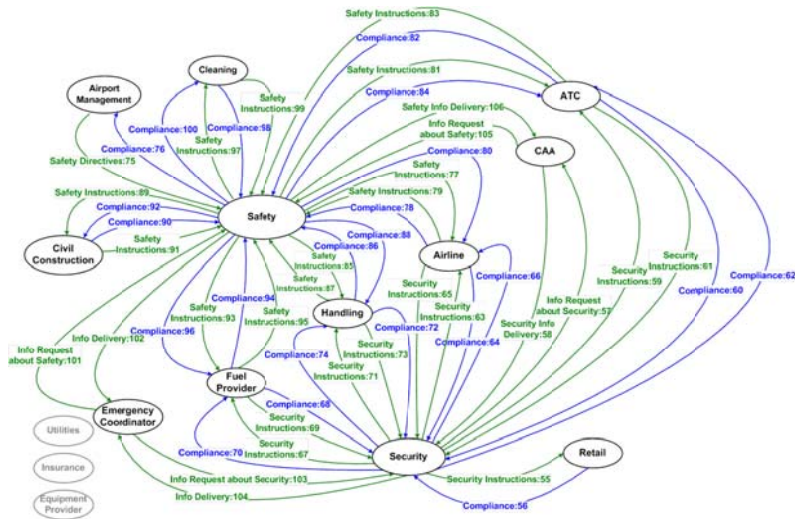 Safety Instructions:83
Compliance:82
Cleaning
Safety Instructions:81
Airport
Management
ATC
Compliance:84
Safety
Instructions:99
Safety Info Delivery:106
Compliance:100
Compliance:98
Info Request
about Safety:105
CAA
Compliance:76
Safety
Instructions:97
Compliance:80
Safety Directives:75
Safety
Instructions:77
Safety Instructions:89
Safety
Instructions:79
Compliance:92
Compliance:78
Compliance:90
Safety
Compliance:88
Civil
Construction
Safety
Instructions:91
Compliance:86
Airline
Safety
Instructions:85
Security
Instructions:61
Compliance:66
Security
Instructions:59
Compliance:62
Safety
Instructions:87
Security
Instructions:65
Compliance:60
Compliance:94
Info Request
about Security:57
Safety
Instructions:93
Safety
Instructions:95
Handling
Security
Instructions:63
Compliance:96
Compliance:72
Security Info
Delivery:58
Info Delivery:102
Compliance:74
Security
Instructions:73
Compliance:64
Info Request
about Safety:101
Security
Instructions:71
Fuel
Provider
Compliance:68
Emergency
Coordinator
Utilities
Security
Instructions:69
Compliance:70
Security
Instructions:67
Security
Retail
Insurance
Info Request about Security:103
Security Instructions:55
Info Delivery:104
Equipment
Provider
Compliance:56